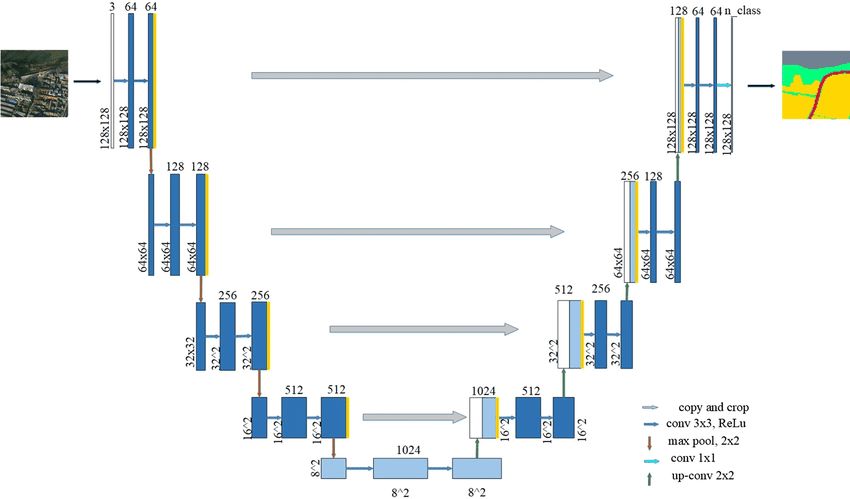 3 64 64
128x128 128x128 128x128
128 64 64 n_class
128x128 128x128 128x128 128x128
128 128
64x64 64x64 64x64
256 128
64x64 64x64 64x64
256 256
32x32 32^2 32^2
512 256
32^2 32^2 32^2
512 512
16^2 16^2 16^2
1024 512
16^2 16^2 16^2
1024
8^2 8^2 8^2
copy and crop
conv 3x3, ReLu
max pool, 2x2
conv 1x1
up-conv 2x2